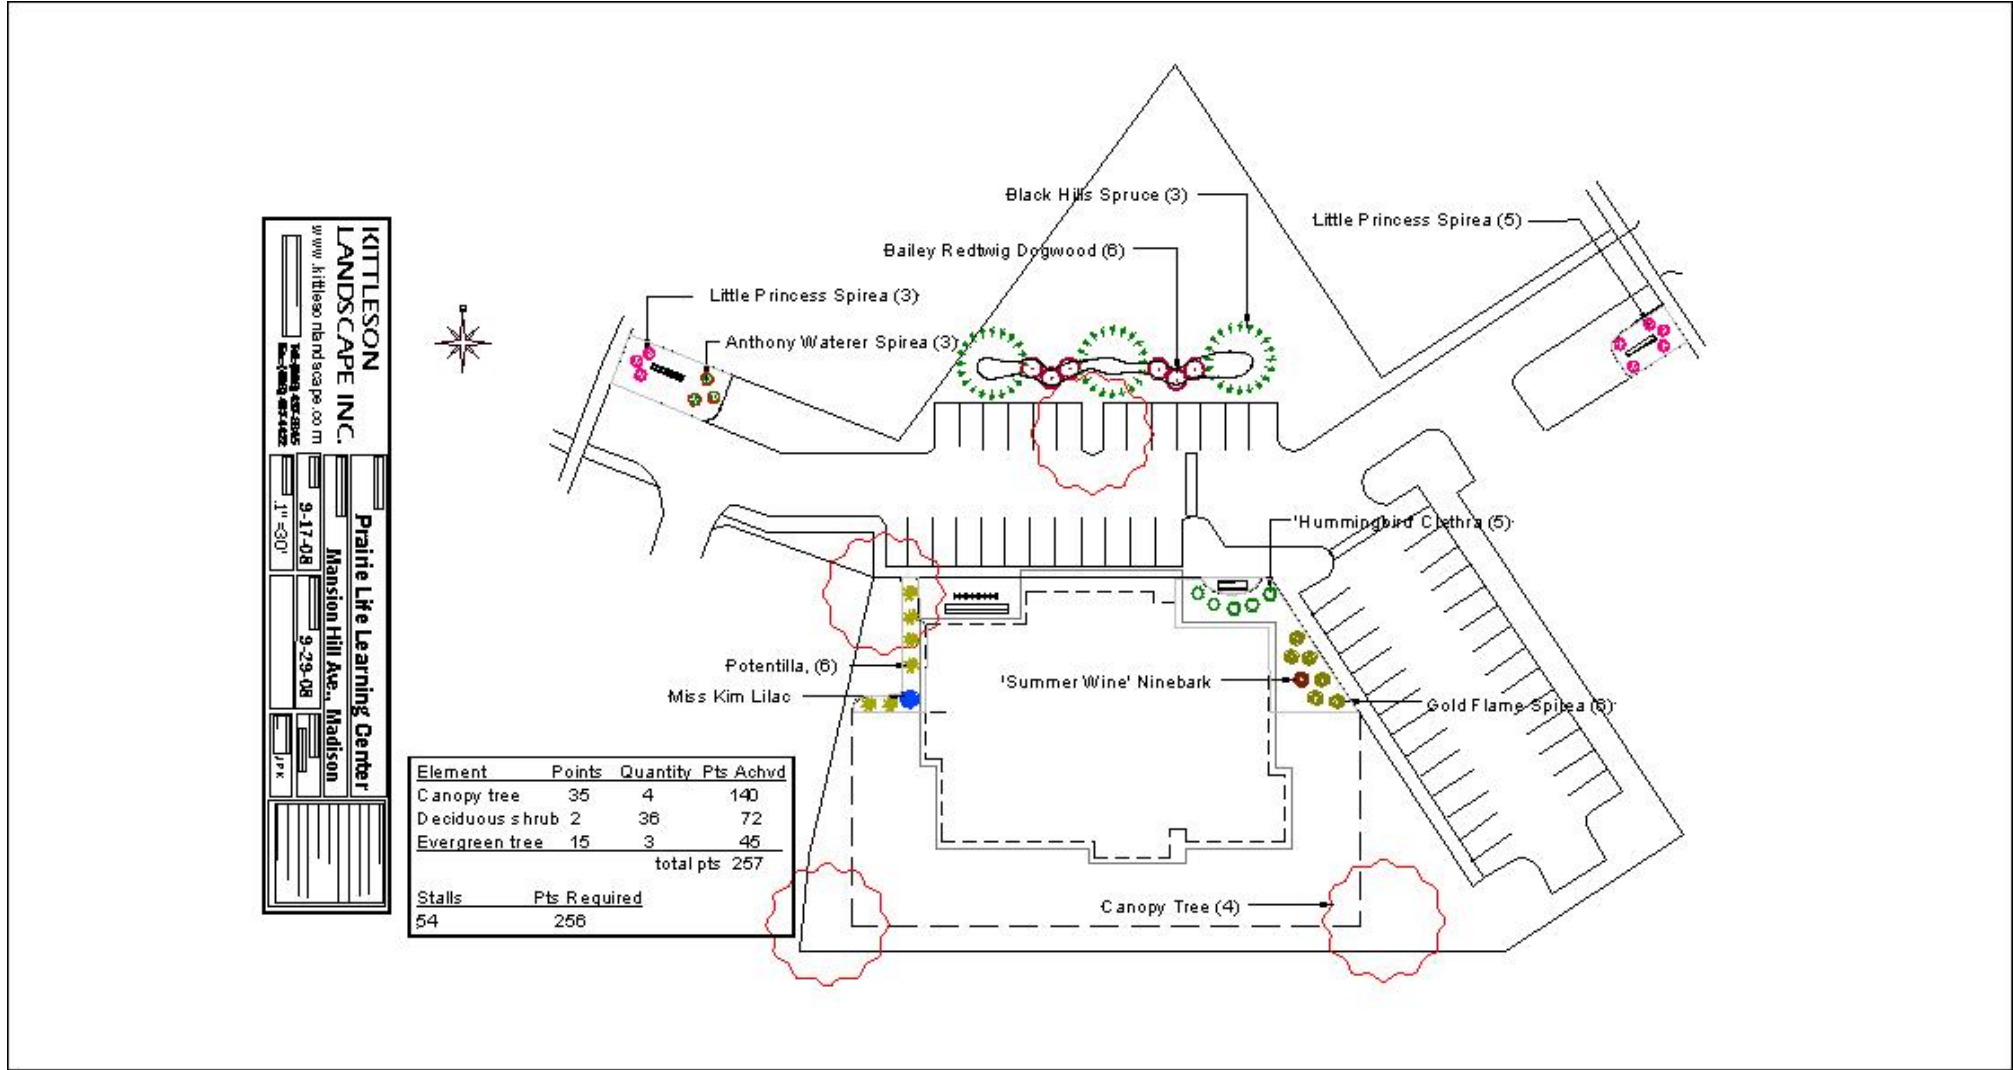 Black Hills Spruce (3)
Little Princess Spirea (5)
Bailey Redtwig Dogwood (6)
Little Princess Spirea (3)
Anthony Waterer Spirea (3)
'Hummingbird' Clethra (5)
Potentilla, (6)
Miss Kim Lilac
'Summer Wine' Ninebark
Gold Flame Spirea (6)
Canopy Tree (4)
KITTLESON
LANDSCAPE INC.
www.kittlesonlandscape.com
Prairie Life Learning Center
Mansion Hill Ave., Madison
9-17-08
9-29-08
1"=30'
JPK
Element Points Quantity Pts Achvd
Canopy tree 35 4 140
Deciduous shrub 2 36 72
Evergreen tree 15 3 45
total pts 257
Stalls Pts Required
54 256